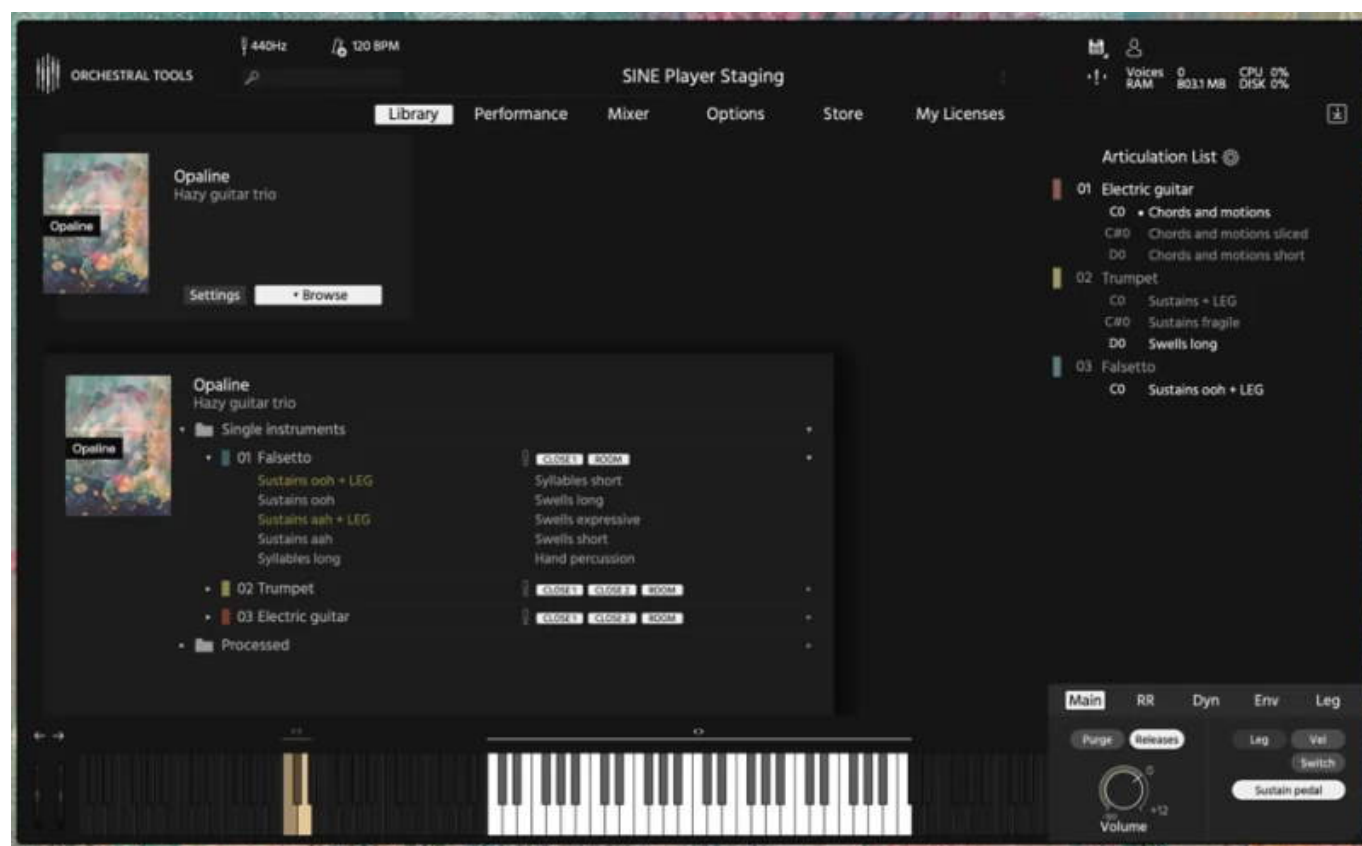 440Hz 120 BPM
ORCHESTRAL TOOLS
SINE Player Staging
Voices 0 CPU 0%
RAM 803.1 MB DISK 0%
Library Performance Mixer Options Store My Licenses
Opaline
Hazy guitar trio
Opaline
Settings • Browse
Articulation List
01 Electric guitar
C0 • Chords and motions
C#0 Chords and motions sliced
D0 Chords and motions short
02 Trumpet
C0 Sustains + LEG
C#0 Sustains fragile
D0 Swells long
03 Falsetto
C0 Sustains ooh + LEG
Opaline
Hazy guitar trio
Opaline
Single instruments
01 Falsetto CLOSE 1 ROOM
Sustains ooh + LEG Syllables short
Sustains ooh Swells long
Sustains aah + LEG Swells expressive
Sustains aah Swells short
Syllables long Hand percussion
02 Trumpet CLOSE 1 CLOSE 2 ROOM
03 Electric guitar CLOSE 1 CLOSE 2 ROOM
Processed
Main RR Dyn Env Leg
Purge Releases Leg Vel
Switch
Sustain pedal
0
-90 +12
Volume